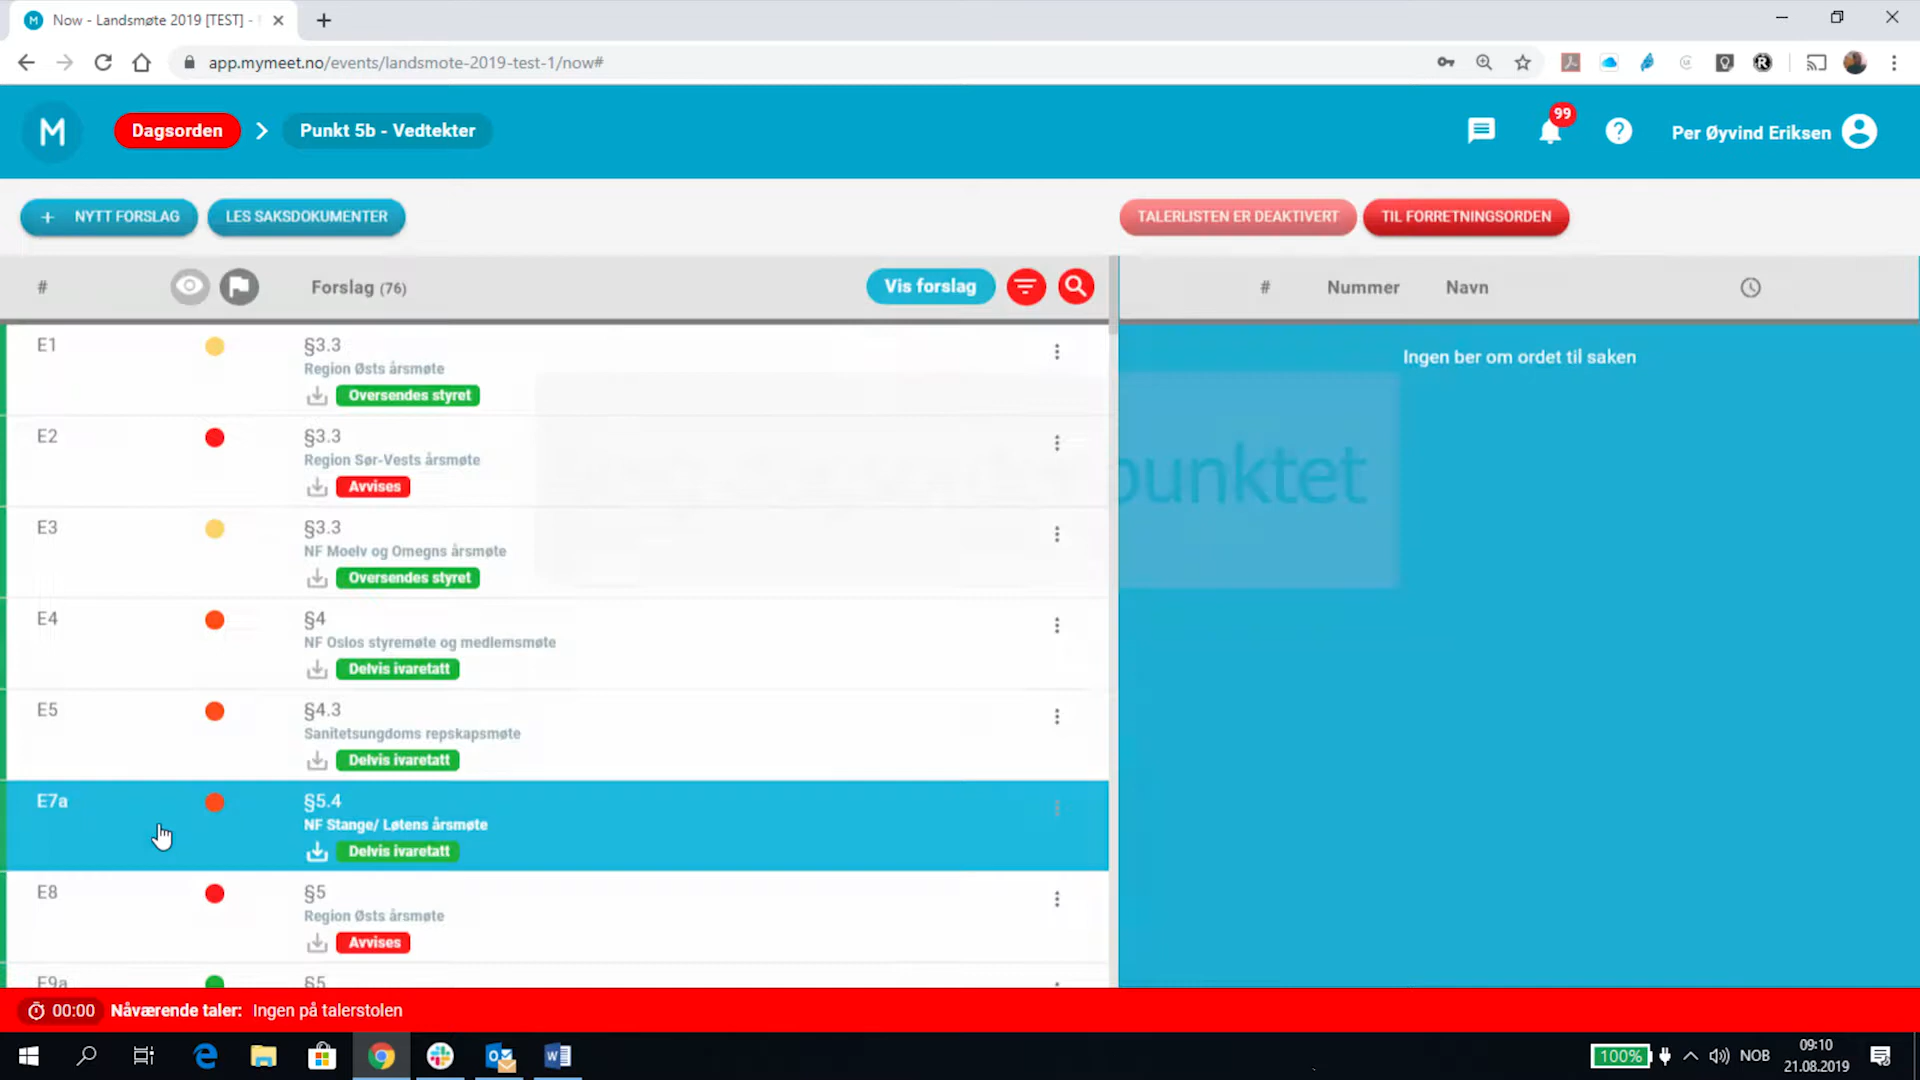 Now - Landsmøte 2019 [TEST] -
app.mymeet.no/events/landsmote-2019-test-1/now#
M
Dagsorden
Punkt 5b - Vedtekter
99
Per Øyvind Eriksen
+ NYTT FORSLAG
LES SAKSDOKUMENTER
TALERLISTEN ER DEAKTIVERT
TIL FORRETNINGSORDEN
#
Forslag (76)
Vis forslag
#
Nummer
Navn
E1
§3.3
Region Østs årsmøte
Oversendes styret
Ingen ber om ordet til saken
E2
§3.3
Region Sør-Vests årsmøte
Avvises
punktet
E3
§3.3
NF Moelv og Omegns årsmøte
Oversendes styret
E4
§4
NF Oslos styremøte og medlemsmøte
Delvis ivaretatt
E5
§4.3
Sanitetsungdoms repskapsmøte
Delvis ivaretatt
E7a
§5.4
NF Stange/ Løtens årsmøte
Delvis ivaretatt
E8
§5
Region Østs årsmøte
Avvises
E9a
§5
00:00 Nåværende taler: Ingen på talerstolen
100%
NOB
09:10
21.08.2019